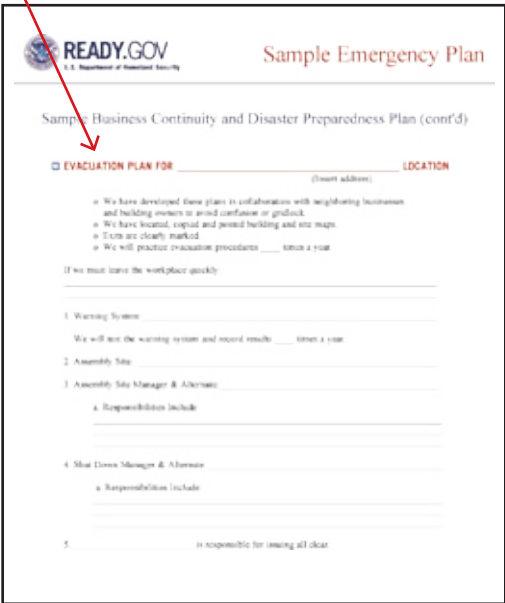 READY.GOV
U.S. Department of Homeland Security
Sample Emergency Plan
Sample Business Continuity and Disaster Preparedness Plan (cont'd)
EVACUATION PLAN FOR ____ LOCATION
(Insert address)
We have developed these plans in collaboration with neighboring businesses
and building owners to avoid confusion or gridlock.
We have located, copied and posted building and site maps.
Exits are clearly marked.
We will practice evacuation procedures ____ times a year.
If we must leave the workplace quickly:
1. Warning System:
We will test the warning system and record results ____ times a year.
2. Assembly Site:
3. Assembly Site Manager & Alternate:
a. Responsibilities Include:
4. Shut Down Manager & Alternate:
a. Responsibilities Include:
5. ____ is responsible for issuing all clear.